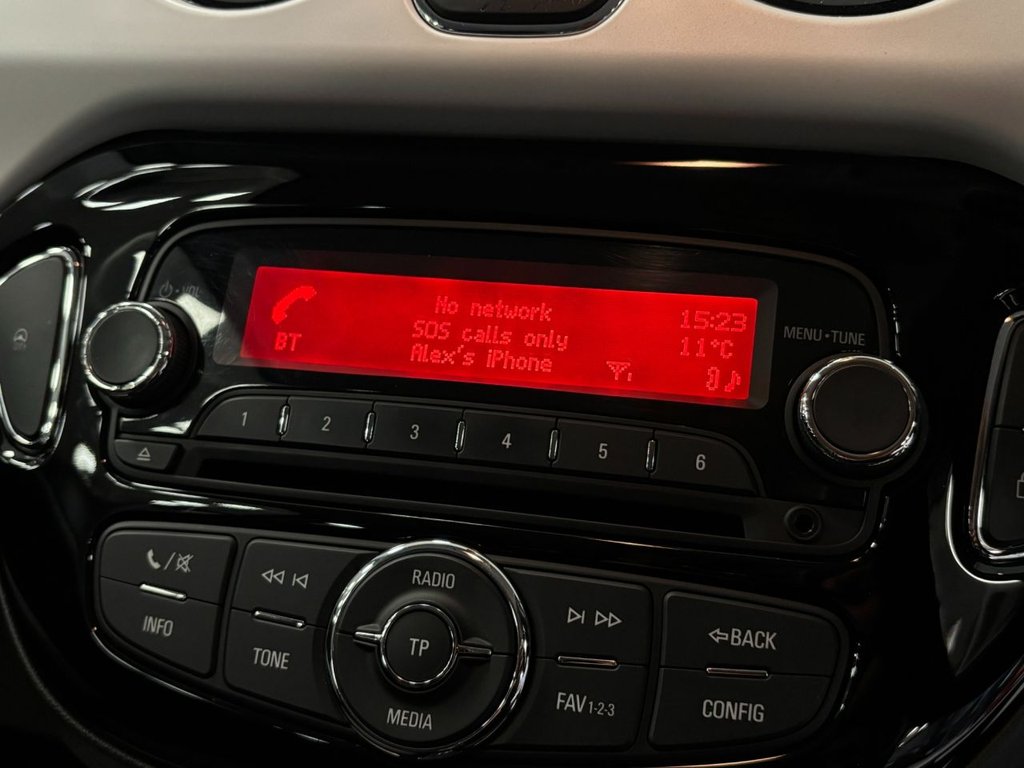 VOL
No network
15:23
SOS calls only
11°C
BT
Alex's iPhone
MENU•TUNE
1
2
3
4
5
6
RADIO
INFO
TONE
TP
MEDIA
FAV 1-2-3
BACK
CONFIG